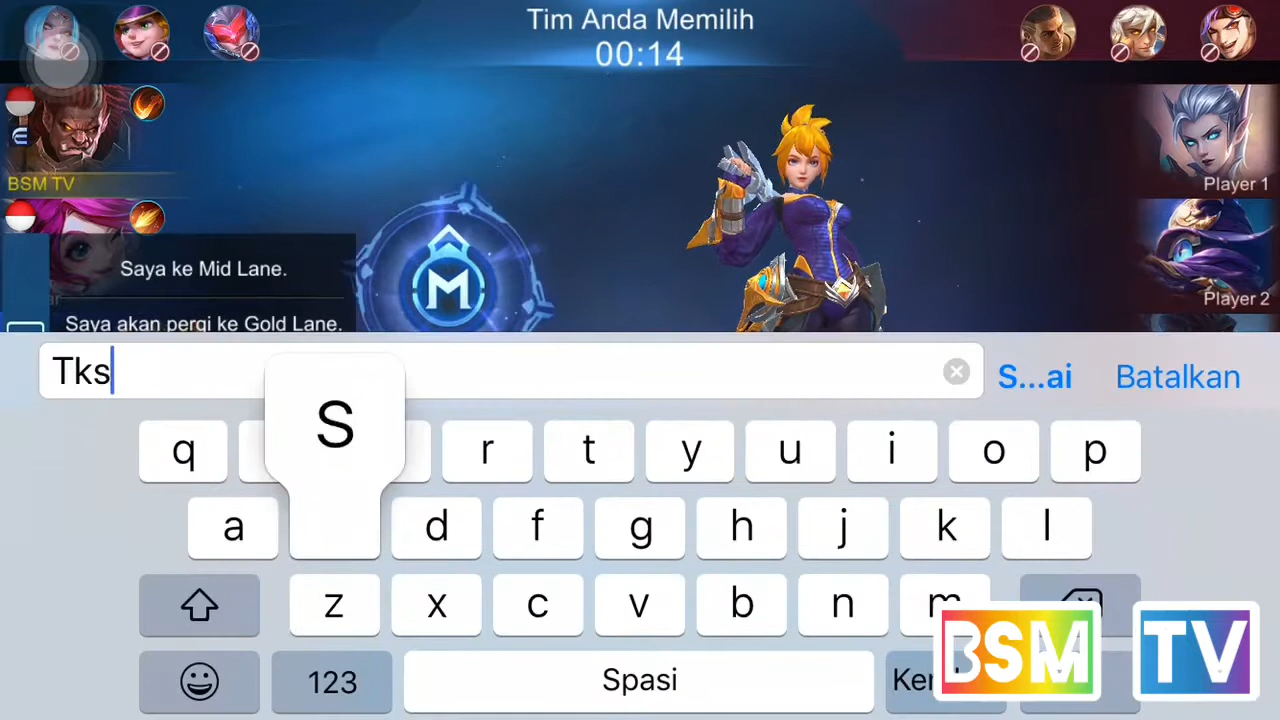 Tim Anda Memilih
00:14
BSM TV
Player 1
Saya ke Mid Lane.
Saya akan pergi ke Gold Lane.
Player 2
Tks
S...ai
Batalkan
S
q r t y u i o p
a d f g h j k l
z x c v b n m
123 Spasi
BSM TV